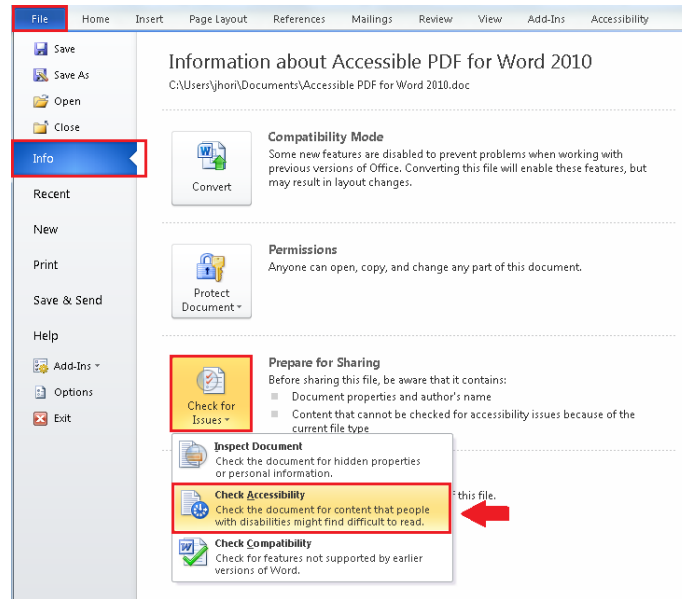 File Home Insert Page Layout References Mailings Review View Add-Ins Accessibility
Save
Save As
Open
Close
Info
Recent
New
Print
Save & Send
Help
Add-Ins
Options
Exit
Information about Accessible PDF for Word 2010
C:\Users\jhori\Documents\Accessible PDF for Word 2010.doc
Convert
Compatibility Mode
Some new features are disabled to prevent problems when working with
previous versions of Office. Converting this file will enable these features, but
may result in layout changes.
Protect
Document
Permissions
Anyone can open, copy, and change any part of this document.
Check for
Issues
Prepare for Sharing
Before sharing this file, be aware that it contains:
Document properties and author's name
Content that cannot be checked for accessibility issues because of the
current file type
Inspect Document
Check the document for hidden properties
or personal information.
Check Accessibility
Check the document for content that people
with disabilities might find difficult to read.
Check Compatibility
Check for features not supported by earlier
versions of Word.
this file.